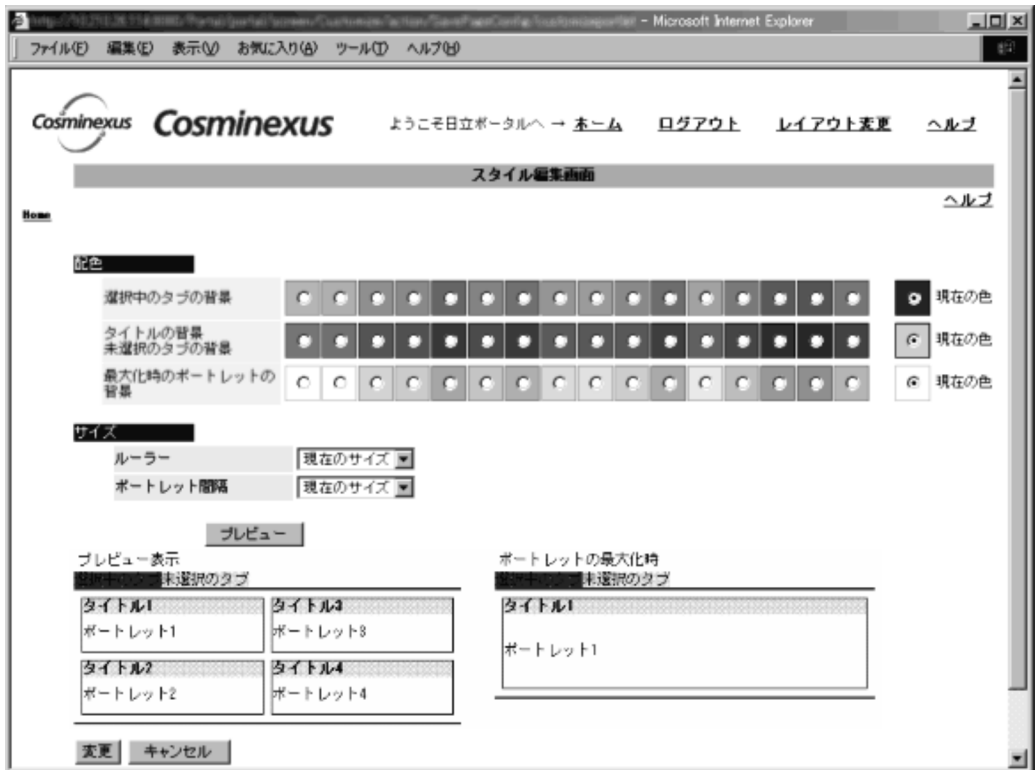 - Microsoft Internet Explorer
ファイル(F) 編集(E) 表示(V) お気に入り(A) ツール(T) ヘルプ(H)
Cosminexus Cosminexus ようこそ日立ポータルへ → ホーム ログアウト レイアウト変更 ヘルプ
スタイル編集画面
ヘルプ
Home
配色
選択中のタブの背景 現在の色
タイトルの背景
未選択のタブの背景 現在の色
最大化時のポートレットの
背景 現在の色
サイズ
ルーラー 現在のサイズ
ポートレット間隔 現在のサイズ
プレビュー
プレビュー表示 ポートレットの最大化時
選択中のタブ未選択のタブ 選択中のタブ未選択のタブ
タイトル1 タイトル3 タイトル1
ポートレット1 ポートレット3
ポートレット1
タイトル2 タイトル4
ポートレット2 ポートレット4
変更 キャンセル